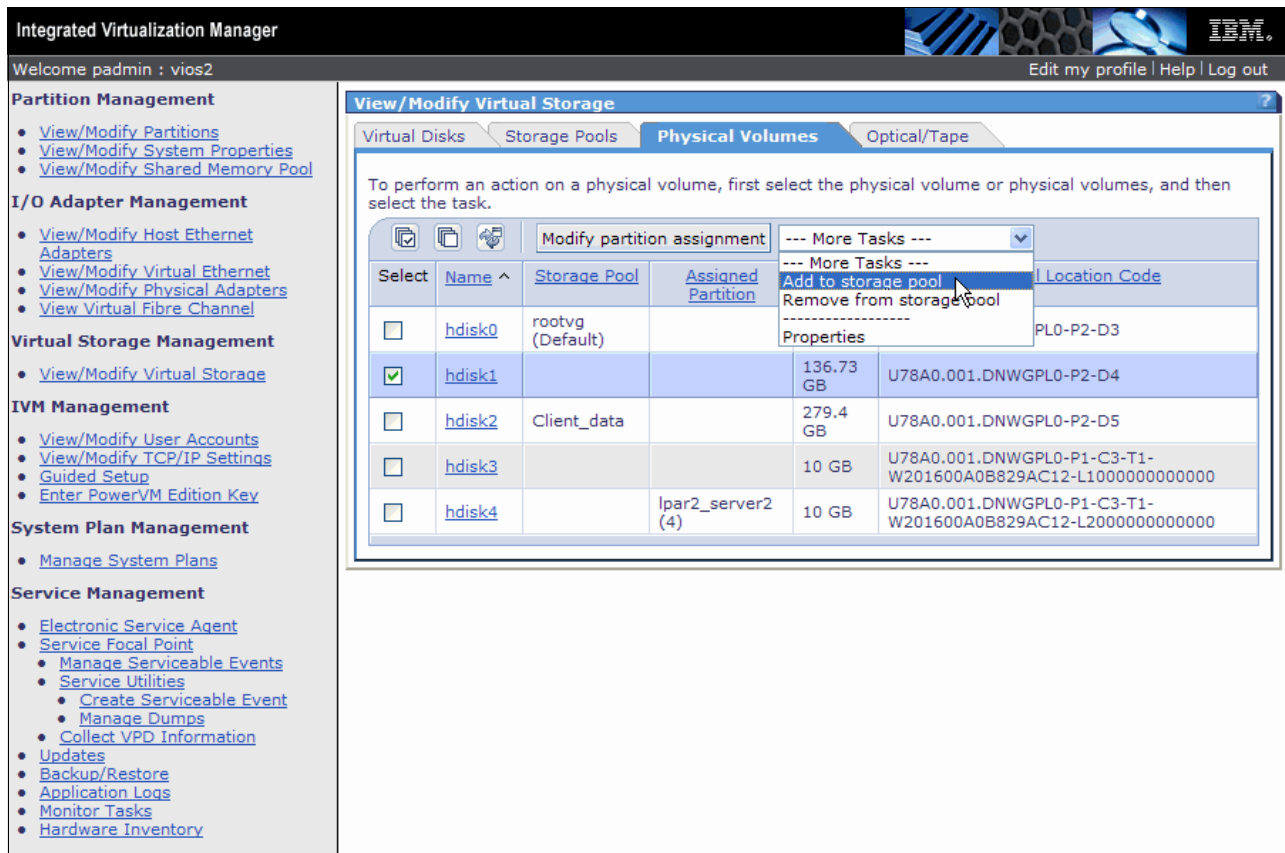 Integrated Virtualization Manager
IBM.
Welcome padmin : vios2
Edit my profile | Help | Log out
Partition Management
View/Modify Partitions
View/Modify System Properties
View/Modify Shared Memory Pool
I/O Adapter Management
View/Modify Host Ethernet
Adapters
View/Modify Virtual Ethernet
View/Modify Physical Adapters
View Virtual Fibre Channel
Virtual Storage Management
View/Modify Virtual Storage
IVM Management
View/Modify User Accounts
View/Modify TCP/IP Settings
Guided Setup
Enter PowerVM Edition Key
System Plan Management
Manage System Plans
Service Management
Electronic Service Agent
Service Focal Point
Manage Serviceable Events
Service Utilities
Create Serviceable Event
Manage Dumps
Collect VPD Information
Updates
Backup/Restore
Application Logs
Monitor Tasks
Hardware Inventory
View/Modify Virtual Storage
?
Virtual Disks Storage Pools Physical Volumes Optical/Tape
To perform an action on a physical volume, first select the physical volume or physical volumes, and then
select the task.
Modify partition assignment --- More Tasks ---
--- More Tasks ---
Add to storage pool
Remove from storage pool
------------------
Properties
Select Name ^ Storage Pool Assigned
Partition
l Location Code
hdisk0 rootvg
(Default)
PL0-P2-D3
hdisk1 136.73
GB
U78A0.001.DNWGPL0-P2-D4
hdisk2 Client_data 279.4
GB
U78A0.001.DNWGPL0-P2-D5
hdisk3 10 GB U78A0.001.DNWGPL0-P1-C3-T1-
W201600A0B829AC12-L1000000000000
hdisk4 lpar2_server2
(4)
10 GB U78A0.001.DNWGPL0-P1-C3-T1-
W201600A0B829AC12-L2000000000000